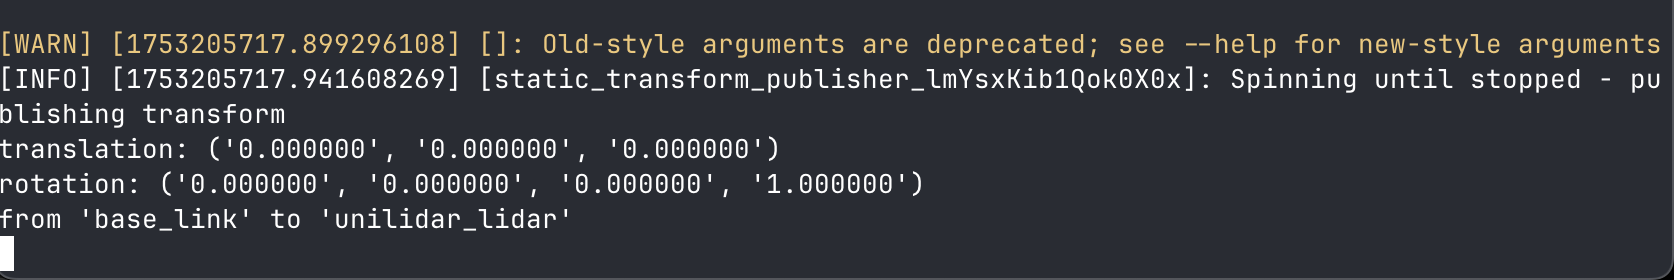 [WARN] [1753205717.899296108] []: Old-style arguments are deprecated; see --help for new-style arguments
[INFO] [1753205717.941608269] [static_transform_publisher_lmYsxKib1Qok0X0x]: Spinning until stopped - pu
blishing transform
translation: ('0.000000', '0.000000', '0.000000')
rotation: ('0.000000', '0.000000', '0.000000', '1.000000')
from 'base_link' to 'unilidar_lidar'